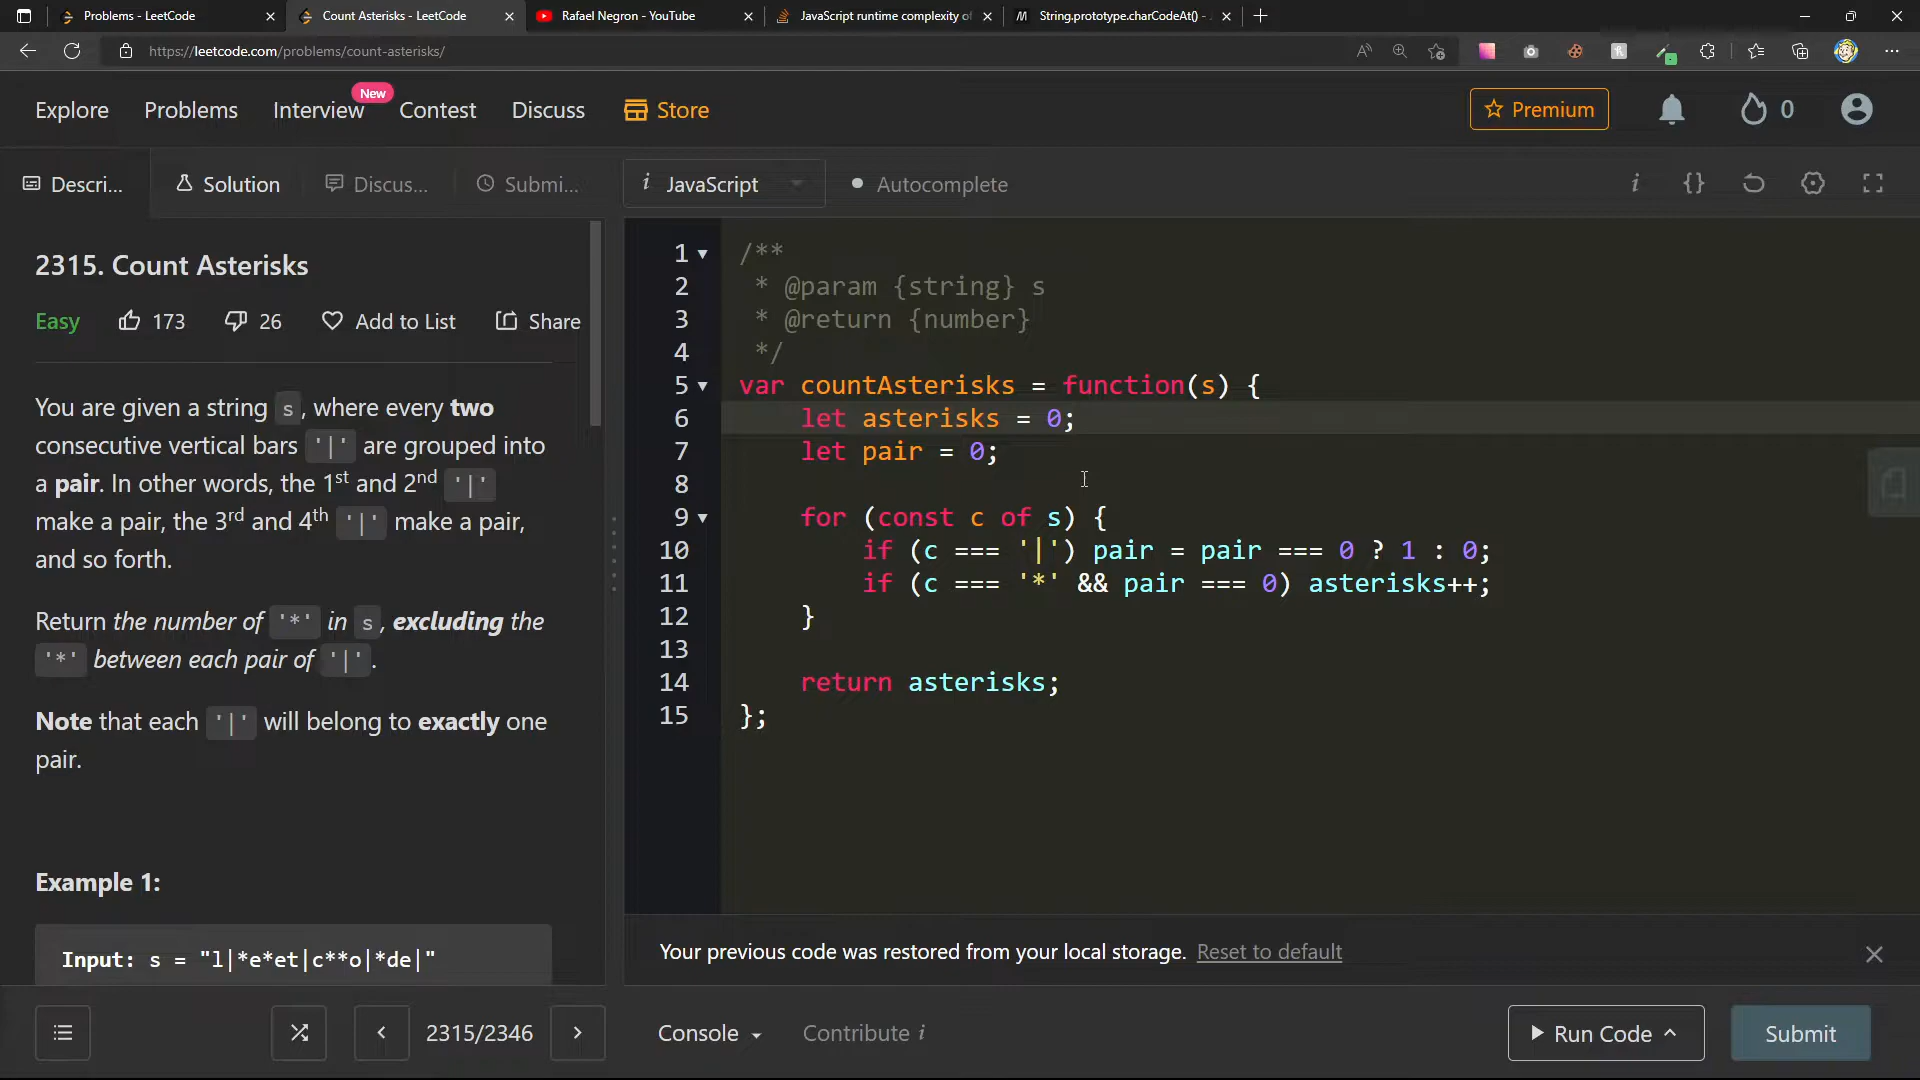 Problems - LeetCode
Count Asterisks - LeetCode
Rafael Negron - YouTube
JavaScript runtime complexity of
String.prototype.charCodeAt() -
https://leetcode.com/problems/count-asterisks/
Explore
Problems
Interview
New
Contest
Discuss
Store
Premium
0
Descri...
Solution
Discus...
Submi...
i JavaScript
Autocomplete
i {}
2315. Count Asterisks
Easy
173
26
Add to List
Share
You are given a string s, where every two
consecutive vertical bars '|' are grouped into
a pair. In other words, the 1st and 2nd '|'
make a pair, the 3rd and 4th '|' make a pair,
and so forth.
Return the number of '*' in s, excluding the
'*' between each pair of '|'.
Note that each '|' will belong to exactly one
pair.
Example 1:
Input: s = "l|*e*et|c**o|*de|"
1 /**
2 * @param {string} s
3 * @return {number}
4 */
5 var countAsterisks = function(s) {
6 let asterisks = 0;
7 let pair = 0;
8
9 for (const c of s) {
10 if (c === '|') pair = pair === 0 ? 1 : 0;
11 if (c === '*' && pair === 0) asterisks++;
12 }
13
14 return asterisks;
15 };
Your previous code was restored from your local storage. Reset to default
2315/2346
Console
Contribute i
Run Code
Submit